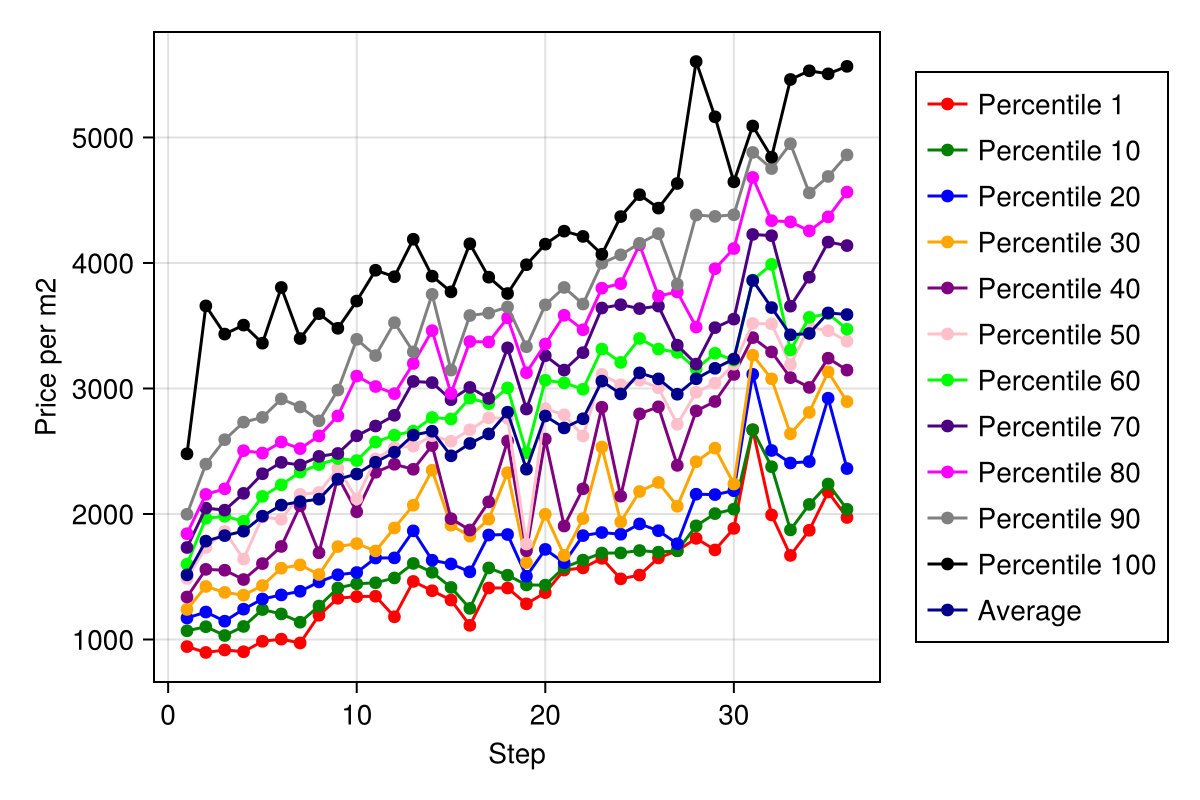 5000
4000
3000
2000
1000
Price per m2
0 10 20 30
Step
Percentile 1
Percentile 10
Percentile 20
Percentile 30
Percentile 40
Percentile 50
Percentile 60
Percentile 70
Percentile 80
Percentile 90
Percentile 100
Average